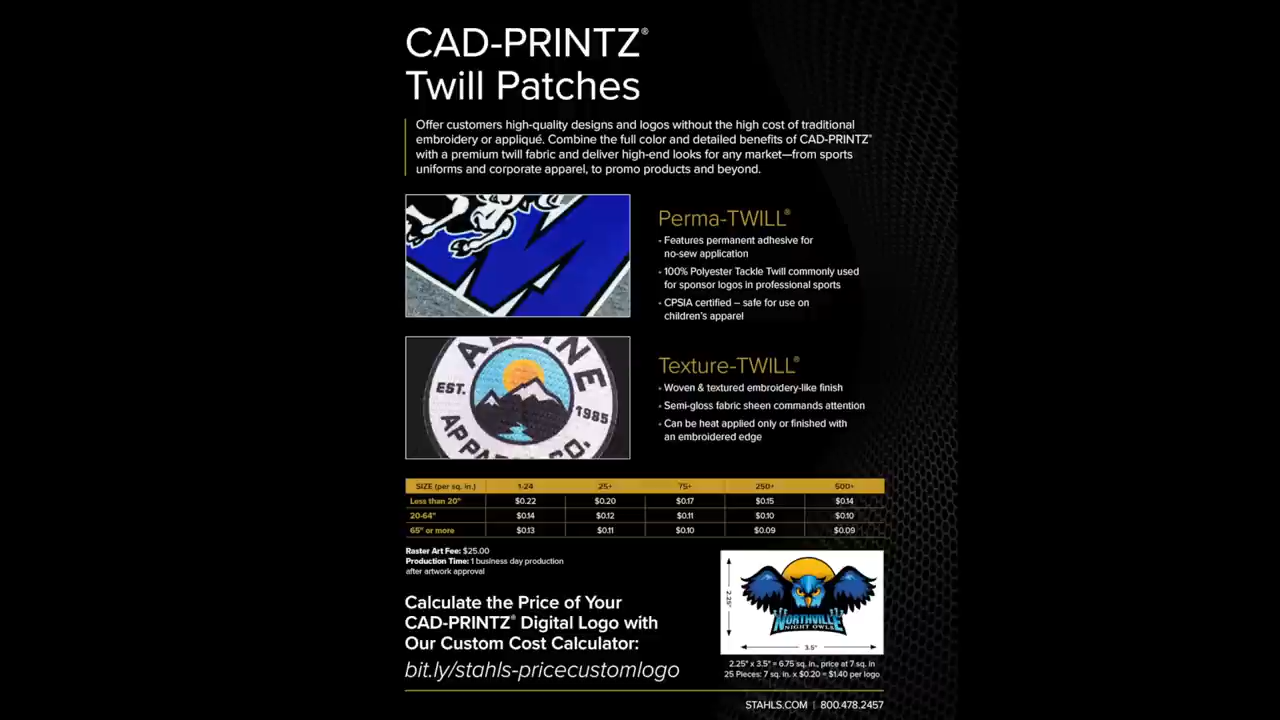 CAD-PRINTZ®
Twill Patches
Offer customers high-quality designs and logos without the high cost of traditional
embroidery or appliqué. Combine the full color and detailed benefits of CAD-PRINTZ®
with a premium twill fabric and deliver high-end looks for any market—from sports
uniforms and corporate apparel, to promo products and beyond.
Perma-TWILL®
• Features permanent adhesive for
no-sew application
• 100% Polyester Tackle Twill commonly used
for sponsor logos in professional sports
• CPSIA certified – safe for use on
children's apparel
EST.
1985
Texture-TWILL®
• Woven & textured embroidery-like finish
• Semi-gloss fabric sheen commands attention
• Can be heat applied only or finished with
an embroidered edge
SIZE (per sq. in.) 1-24 25+ 75+ 250+ 500+
Less than 20" $0.22 $0.20 $0.17 $0.15 $0.14
20-64" $0.14 $0.12 $0.11 $0.10 $0.10
65" or more $0.13 $0.11 $0.10 $0.09 $0.09
Raster Art Fee: $25.00
Production Time: 1 business day production
after artwork approval
Calculate the Price of Your
CAD-PRINTZ® Digital Logo with
Our Custom Cost Calculator:
bit.ly/stahls-pricecustomlogo
2.25"
NORTHVILLE
NIGHT OWLS
3.5"
2.25" x 3.5" = 6.75 sq. in., price at 7 sq. in
25 Pieces: 7 sq. in. x $0.20 = $1.40 per logo
STAHLS.COM | 800.478.2457